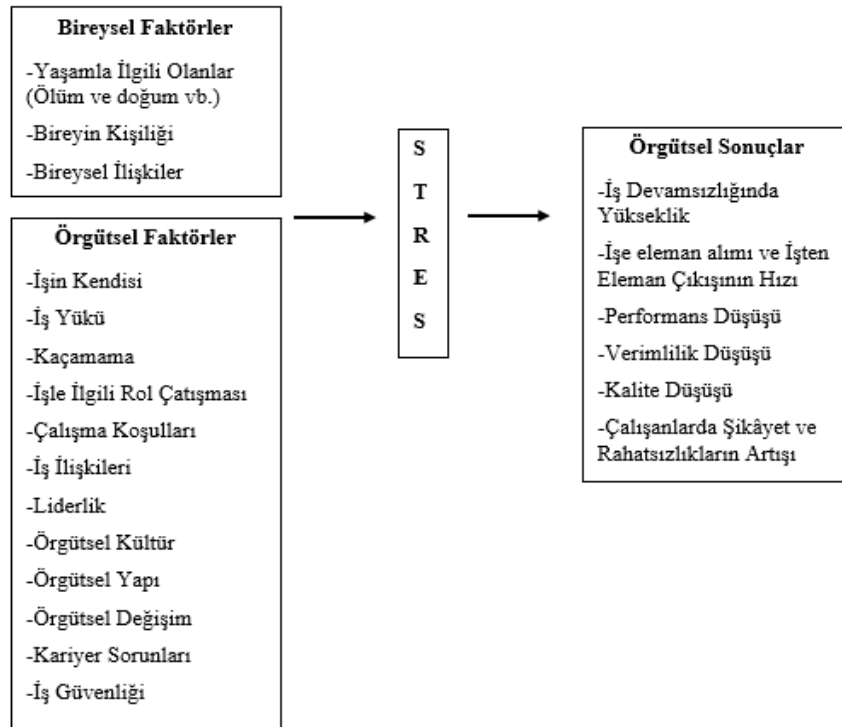 Bireysel Faktörler
-Yaşamla İlgili Olanlar
(Ölüm ve doğum vb.)
-Bireyin Kişiliği
-Bireysel İlişkiler
Örgütsel Faktörler
-İşin Kendisi
-İş Yükü
-Kaçamama
-İşle İlgili Rol Çatışması
-Çalışma Koşulları
-İş İlişkileri
-Liderlik
-Örgütsel Kültür
-Örgütsel Yapı
-Örgütsel Değişim
-Kariyer Sorunları
-İş Güvenliği
S
T
R
E
S
Örgütsel Sonuçlar
-İş Devamsızlığında
Yükseklik
-İşe eleman alımı ve İşten
Eleman Çıkışının Hızı
-Performans Düşüşü
-Verimlilik Düşüşü
-Kalite Düşüşü
-Çalışanlarda Şikâyet ve
Rahatsızlıkların Artışı